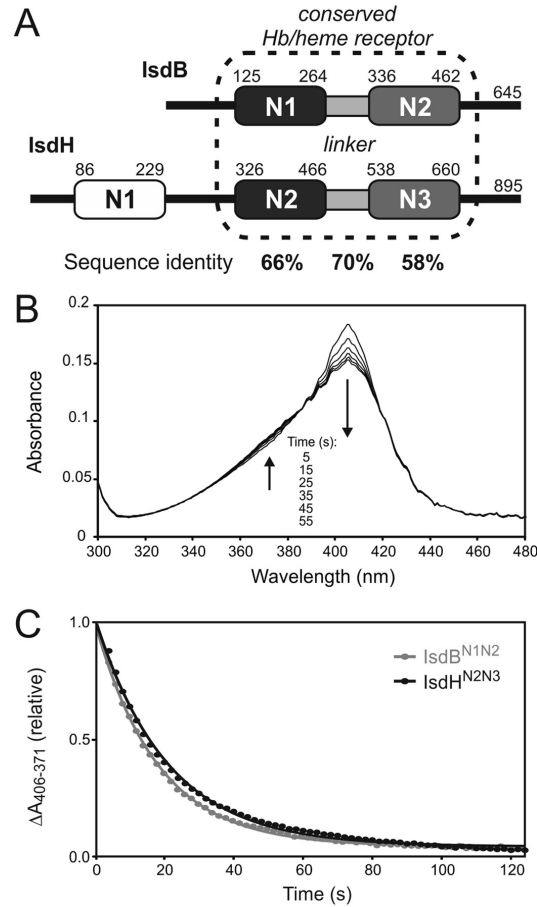 A
conserved
Hb/heme receptor
IsdB
125 264 336 462 645
N1 N2
IsdH
linker
86 229 326 466 538 660 895
N1 N2 N3
Sequence identity 66% 70% 58%
B
0.2
0.15
0.1
0.05
0
Absorbance
Time (s):
5
15
25
35
45
55
300 320 340 360 380 400 420 440 460 480
Wavelength (nm)
C
1.0
0.5
0.0
ΔA406-371 (relative)
IsdBN1N2
IsdHN2N3
0 20 40 60 80 100 120
Time (s)